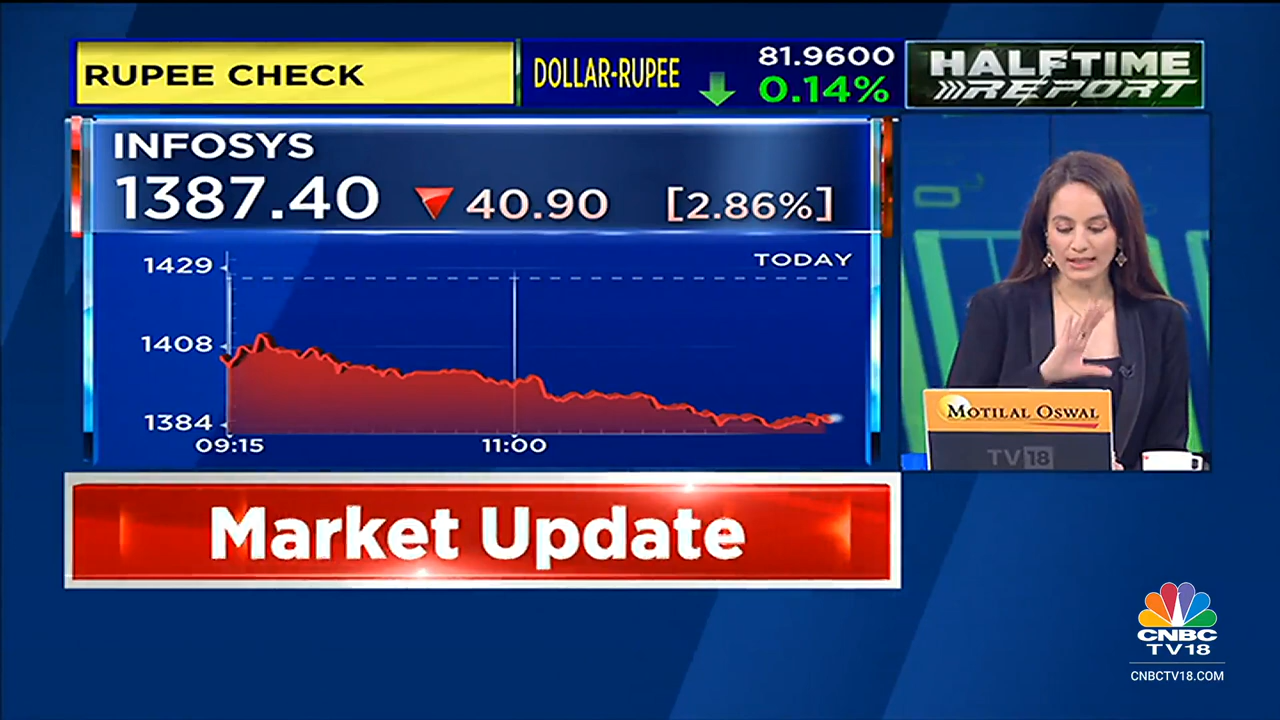 RUPEE CHECK
DOLLAR-RUPEE
81.9600
0.14%
HALFTIME
REPORT
INFOSYS
1387.40 40.90 [2.86%]
TODAY
1429
1408
1384
09:15 11:00
MOTILAL OSWAL
TV18
Market Update
CNBC
TV18
CNBCTV18.COM